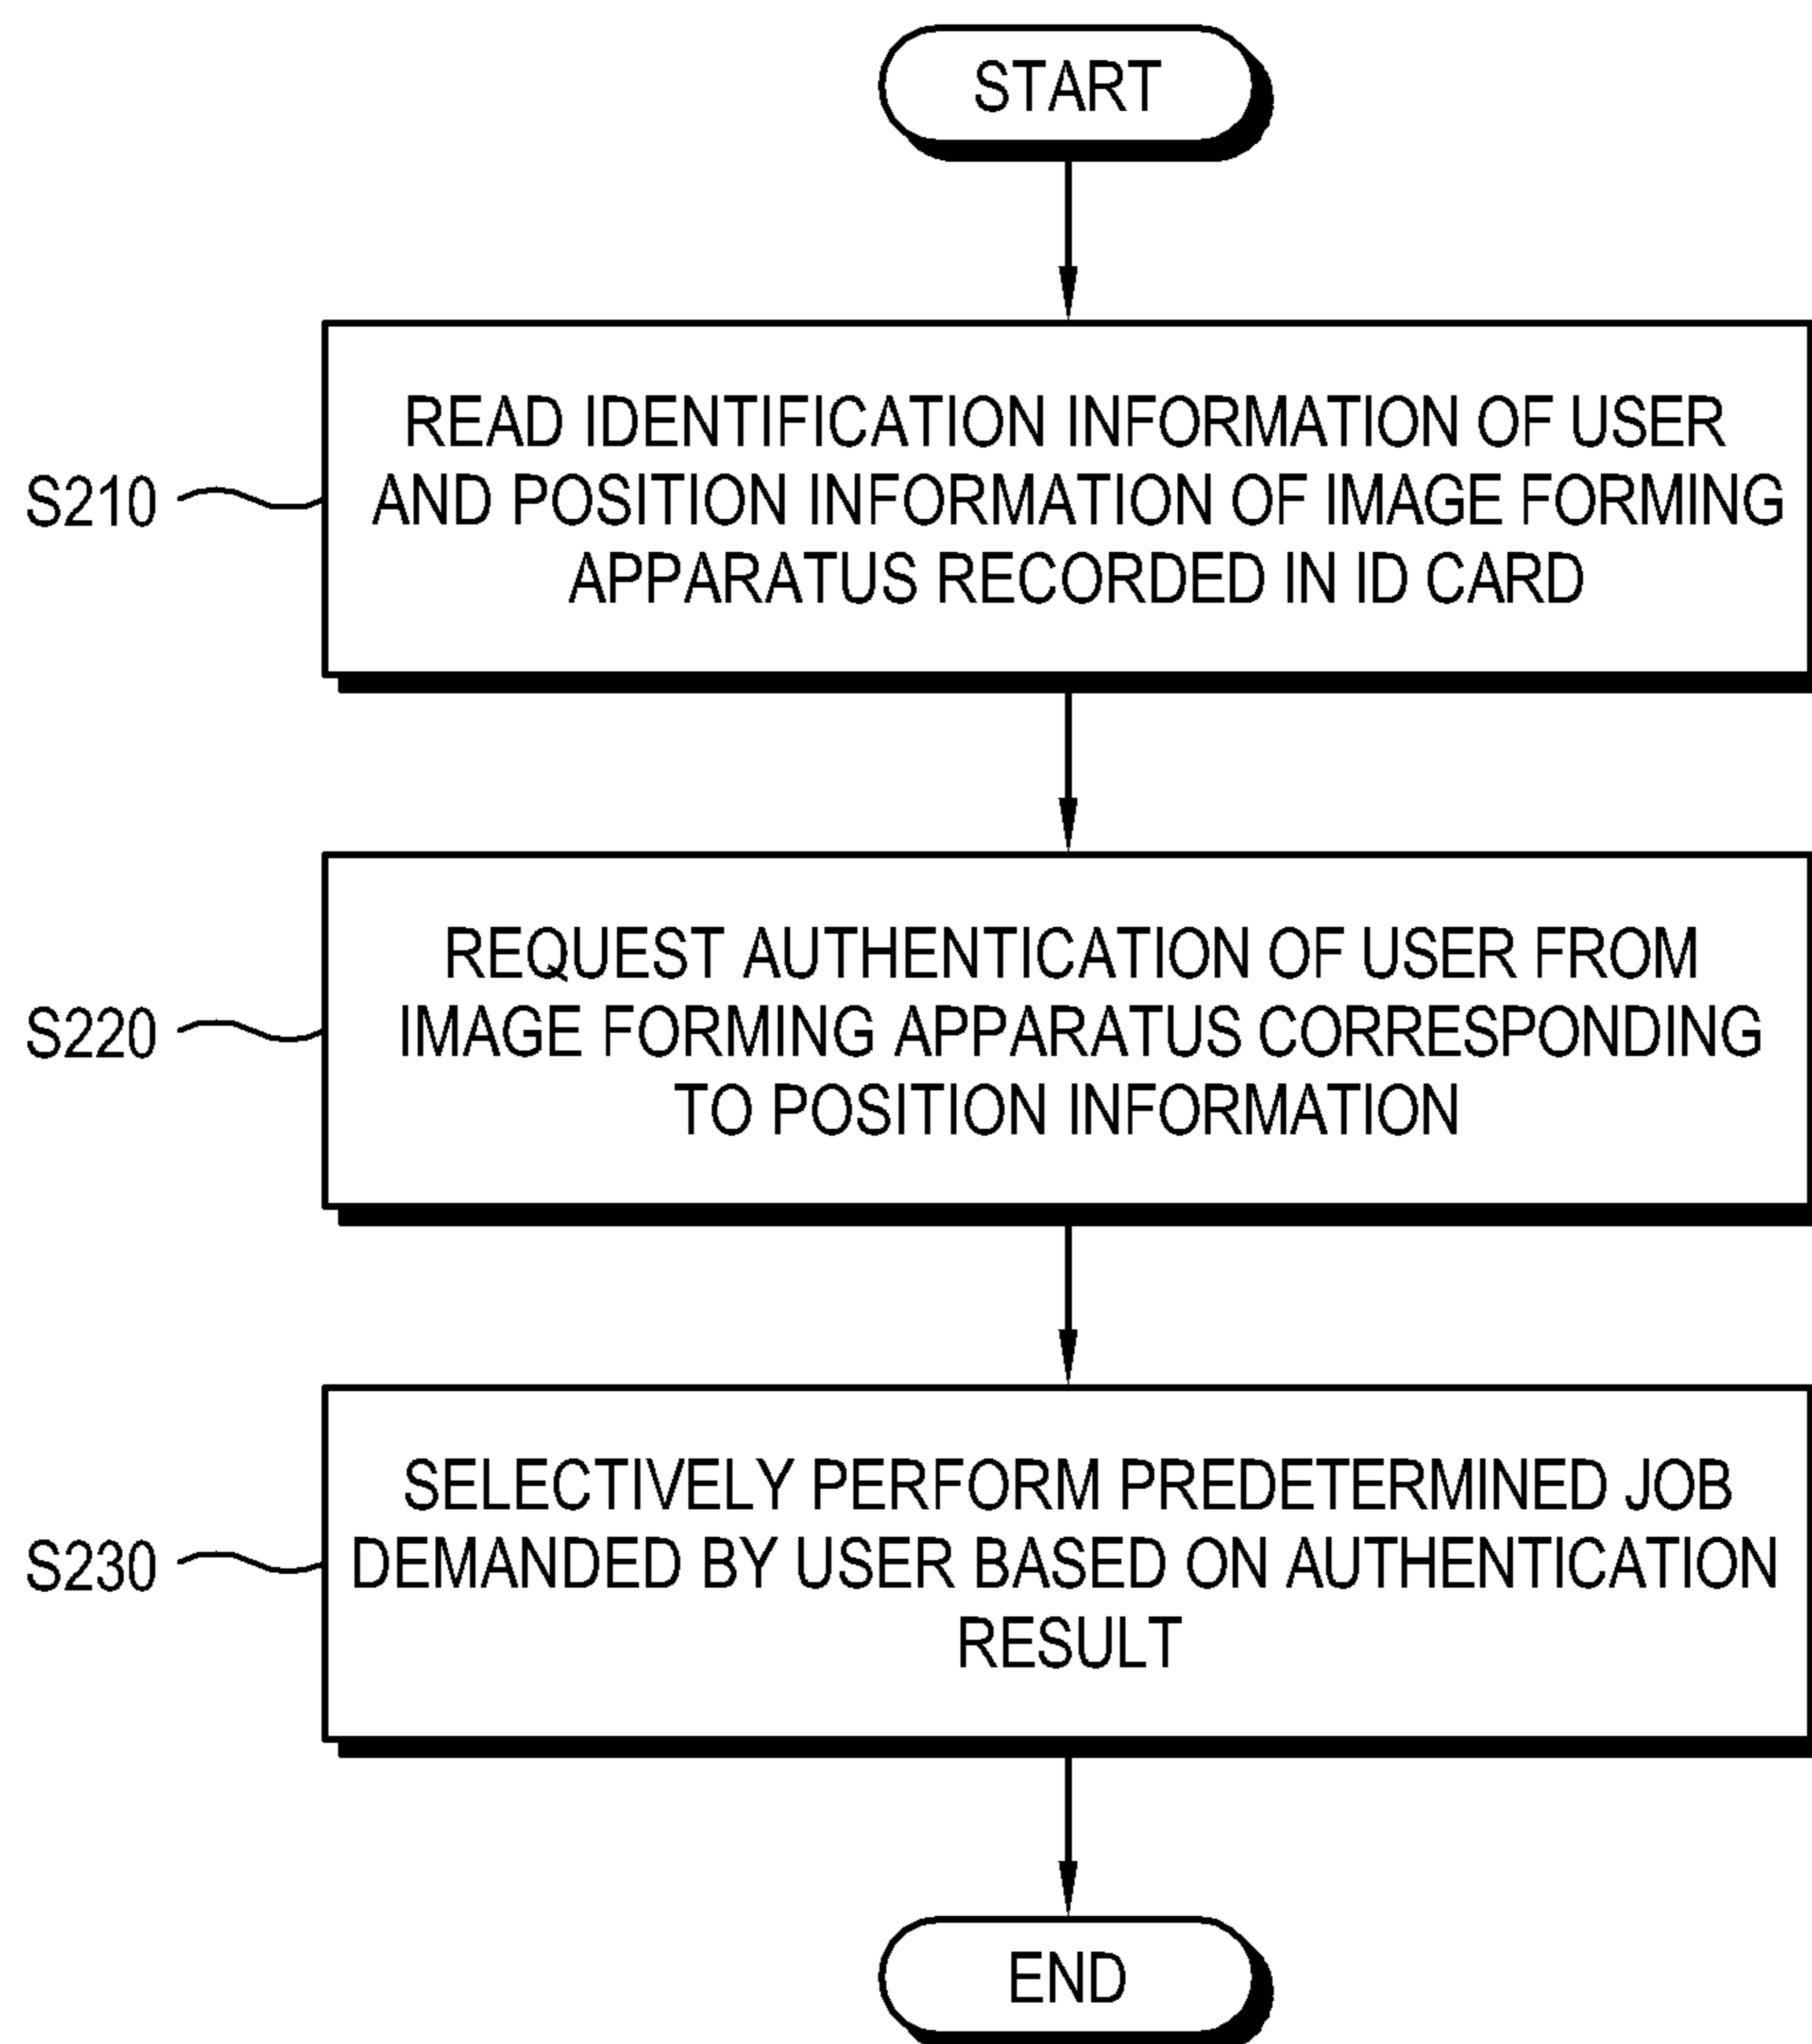 START
READ IDENTIFICATION INFORMATION OF USER
AND POSITION INFORMATION OF IMAGE FORMING
APPARATUS RECORDED IN ID CARD
S210
REQUEST AUTHENTICATION OF USER FROM
IMAGE FORMING APPARATUS CORRESPONDING
TO POSITION INFORMATION
S220
SELECTIVELY PERFORM PREDETERMINED JOB
DEMANDED BY USER BASED ON AUTHENTICATION
RESULT
S230
END